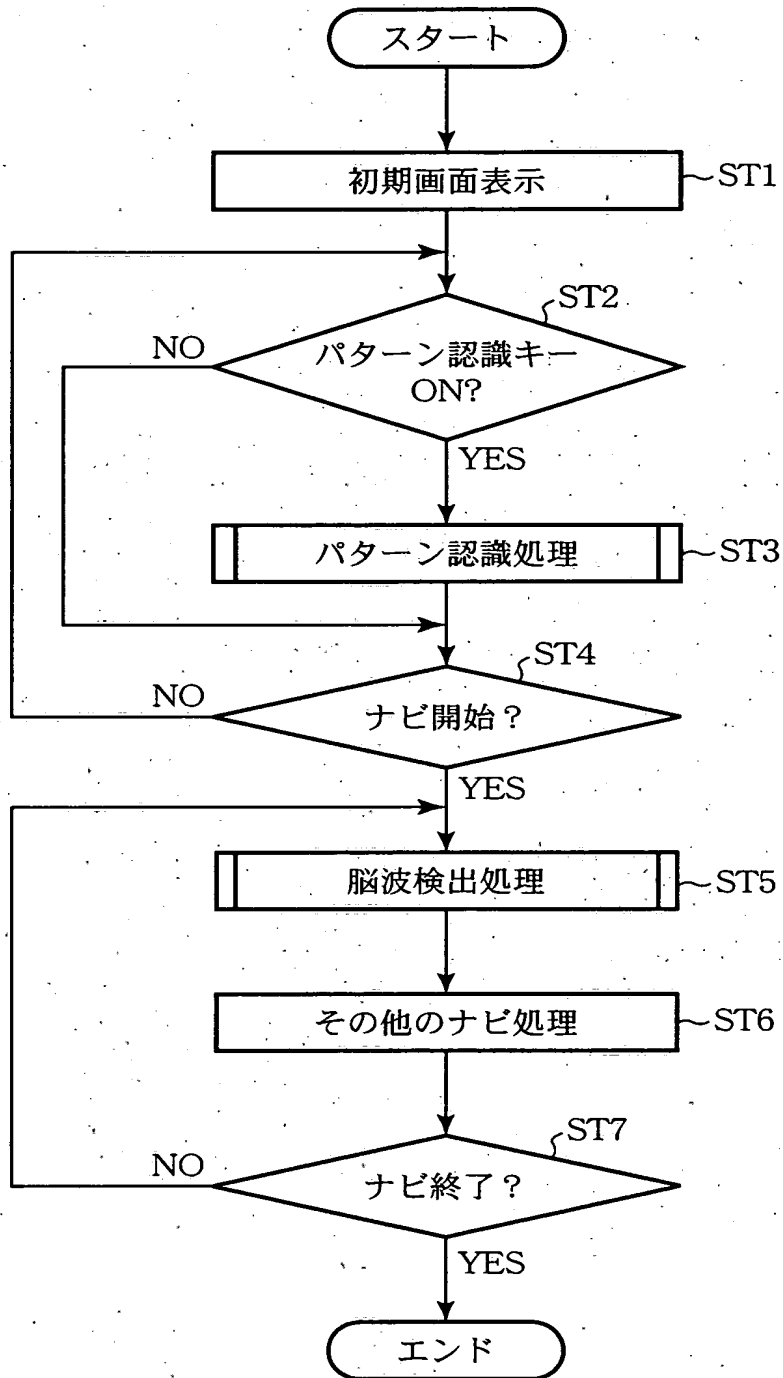 スタート
初期画面表示
ST1
ST2
NO
パターン認識キー
ON?
YES
パターン認識処理
ST3
ST4
NO
ナビ開始？
YES
脳波検出処理
ST5
その他のナビ処理
ST6
ST7
NO
ナビ終了？
YES
エンド